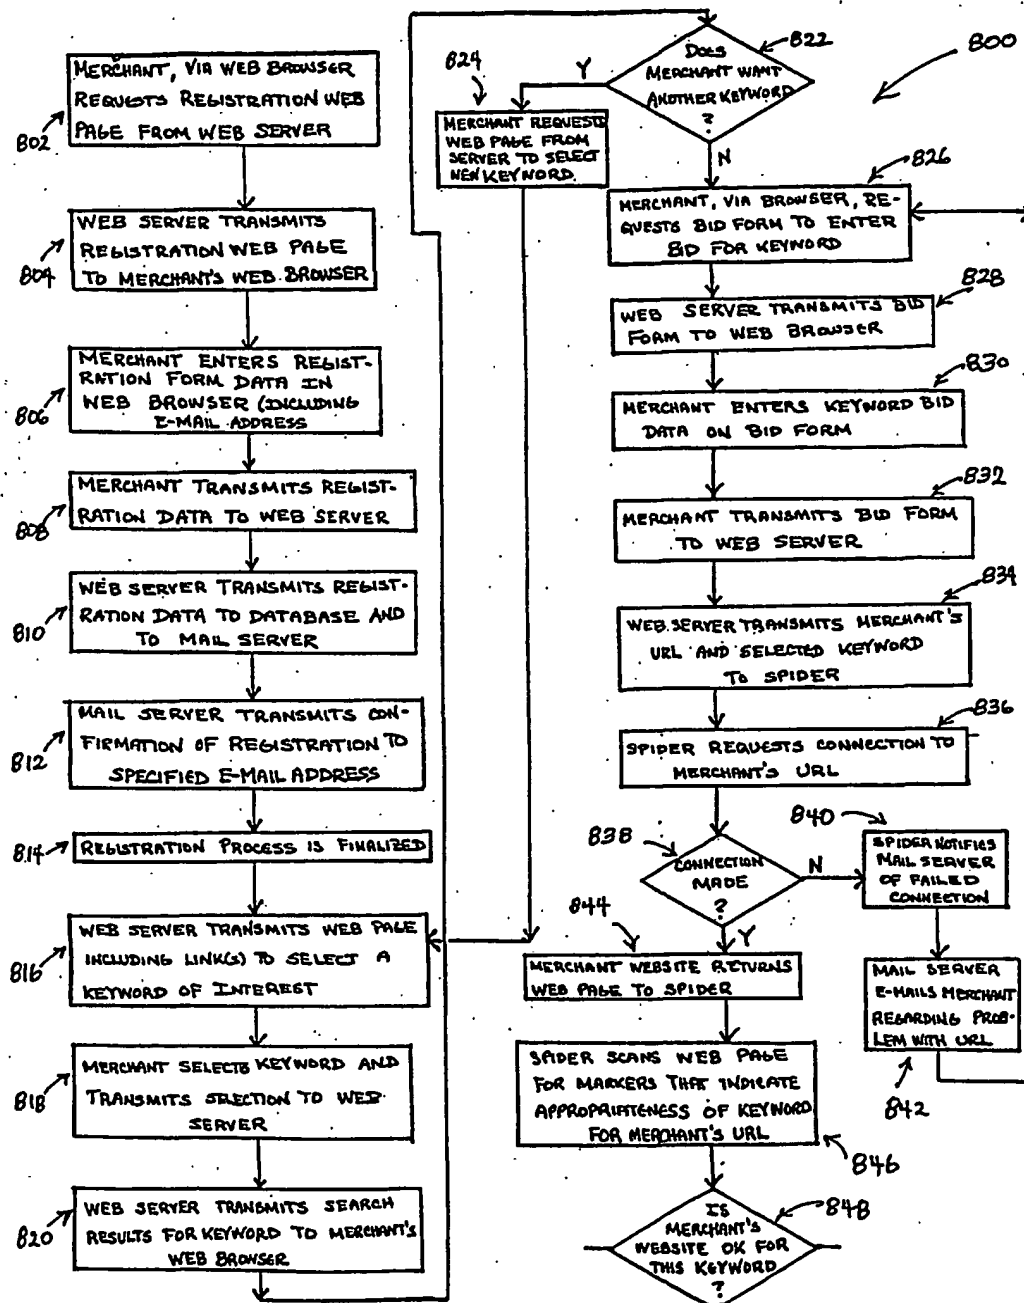 MERCHANT, VIA WEB BROWSER
REQUESTS REGISTRATION WEB
PAGE FROM WEB SERVER
802
WEB SERVER TRANSMITS
REGISTRATION WEB PAGE
TO MERCHANT'S WEB BROWSER
804
MERCHANT ENTERS REGIST-
RATION FORM DATA IN
WEB BROWSER (INCLUDING
E-MAIL ADDRESS
806
MERCHANT TRANSMITS REGIST-
RATION DATA TO WEB SERVER
808
WEB SERVER TRANSMITS REGIST-
RATION DATA TO DATABASE AND
TO MAIL SERVER
810
MAIL SERVER TRANSMITS CON-
FIRMATION OF REGISTRATION TO
SPECIFIED E-MAIL ADDRESS
812
REGISTRATION PROCESS IS FINALIZED
814
WEB SERVER TRANSMITS WEB PAGE
INCLUDING LINK(S) TO SELECT A
KEYWORD OF INTEREST
816
MERCHANT SELECTS KEYWORD AND
TRANSMITS SELECTION TO WEB
SERVER
818
WEB SERVER TRANSMITS SEARCH
RESULTS FOR KEYWORD TO MERCHANT'S
WEB BROWSER
820
800
DOES
MERCHANT WANT
ANOTHER KEYWORD
?
822
Y
N
824
MERCHANT REQUESTS
WEB PAGE FROM
SERVER TO SELECT
NEW KEYWORD
826
MERCHANT, VIA BROWSER, RE-
QUESTS BID FORM TO ENTER
BID FOR KEYWORD
828
WEB SERVER TRANSMITS BID
FORM TO WEB BROWSER
830
MERCHANT ENTERS KEYWORD BID
DATA ON BID FORM
832
MERCHANT TRANSMITS BID FORM
TO WEB SERVER
834
WEB SERVER TRANSMITS MERCHANT'S
URL AND SELECTED KEYWORD
TO SPIDER
836
SPIDER REQUESTS CONNECTION TO
MERCHANT'S URL
838
CONNECTION
MADE
?
N
Y
840
SPIDER NOTIFIES
MAIL SERVER
OF FAILED
CONNECTION
MAIL SERVER
E-MAILS MERCHANT
REGARDING PROB-
LEM WITH URL
842
844
MERCHANT WEBSITE RETURNS
WEB PAGE TO SPIDER
SPIDER SCANS WEB PAGE
FOR MARKERS THAT INDICATE
APPROPRIATENESS OF KEYWORD
FOR MERCHANT'S URL
846
IS
MERCHANT'S
WEBSITE OK FOR
THIS KEYWORD
?
848